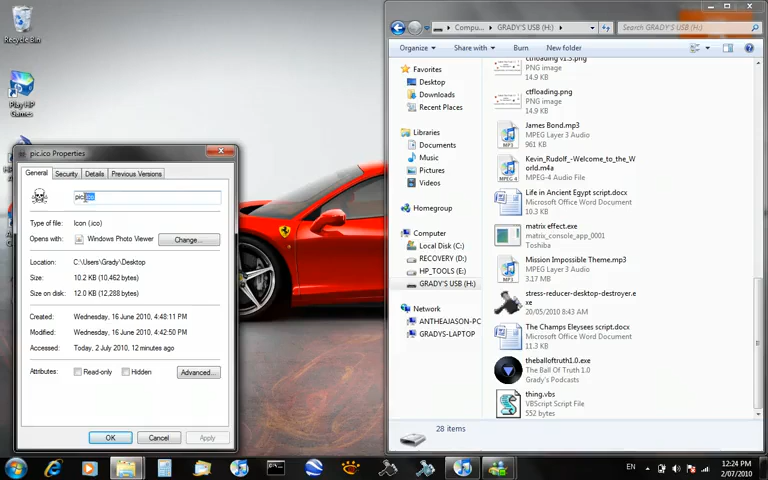 Recycle Bin
Play HP
Games
pic.ico Properties
General Security Details Previous Versions
pic.ico
Type of file: Icon (.ico)
Opens with: Windows Photo Viewer Change...
Location: C:\Users\Grady\Desktop
Size: 10.2 KB (10,462 bytes)
Size on disk: 12.0 KB (12,288 bytes)
Created: Wednesday, 16 June 2010, 4:48:11 PM
Modified: Wednesday, 16 June 2010, 4:42:50 PM
Accessed: Today, 2 July 2010, 12 minutes ago
Attributes: Read-only Hidden Advanced...
OK Cancel Apply
Compu... GRADY'S USB (H:)
Search GRADY'S USB (H:)
Organize Share with Burn New folder
Favorites
Desktop
Downloads
Recent Places
Libraries
Documents
Music
Pictures
Videos
Homegroup
Computer
Local Disk (C:)
RECOVERY (D:)
HP_TOOLS (E:)
GRADY'S USB (H:)
Network
ANTHEAJASON-PC
GRADYS-LAPTOP
ctfloading v1.3.png
PNG image
14.9 KB
ctfloading.png
PNG image
14.9 KB
James Bond.mp3
MPEG Layer 3 Audio
961 KB
Kevin_Rudolf_-Welcome_to_the_W
orld.m4a
MPEG-4 Audio File
Life in Ancient Egypt script.docx
Microsoft Office Word Document
10.3 KB
matrix effect.exe
matrix_console_app_0001
Toshiba
Mission Impossible Theme.mp3
MPEG Layer 3 Audio
3.17 MB
stress-reducer-desktop-destroyer.e
xe
20/05/2010 8:43 AM
The Champs Eleysees script.docx
Microsoft Office Word Document
11.3 KB
theballoftruth1.0.exe
The Ball Of Truth 1.0
Grady's Podcasts
thing.vbs
VBScript Script File
552 bytes
28 items
EN
12:24 PM
2/07/2010